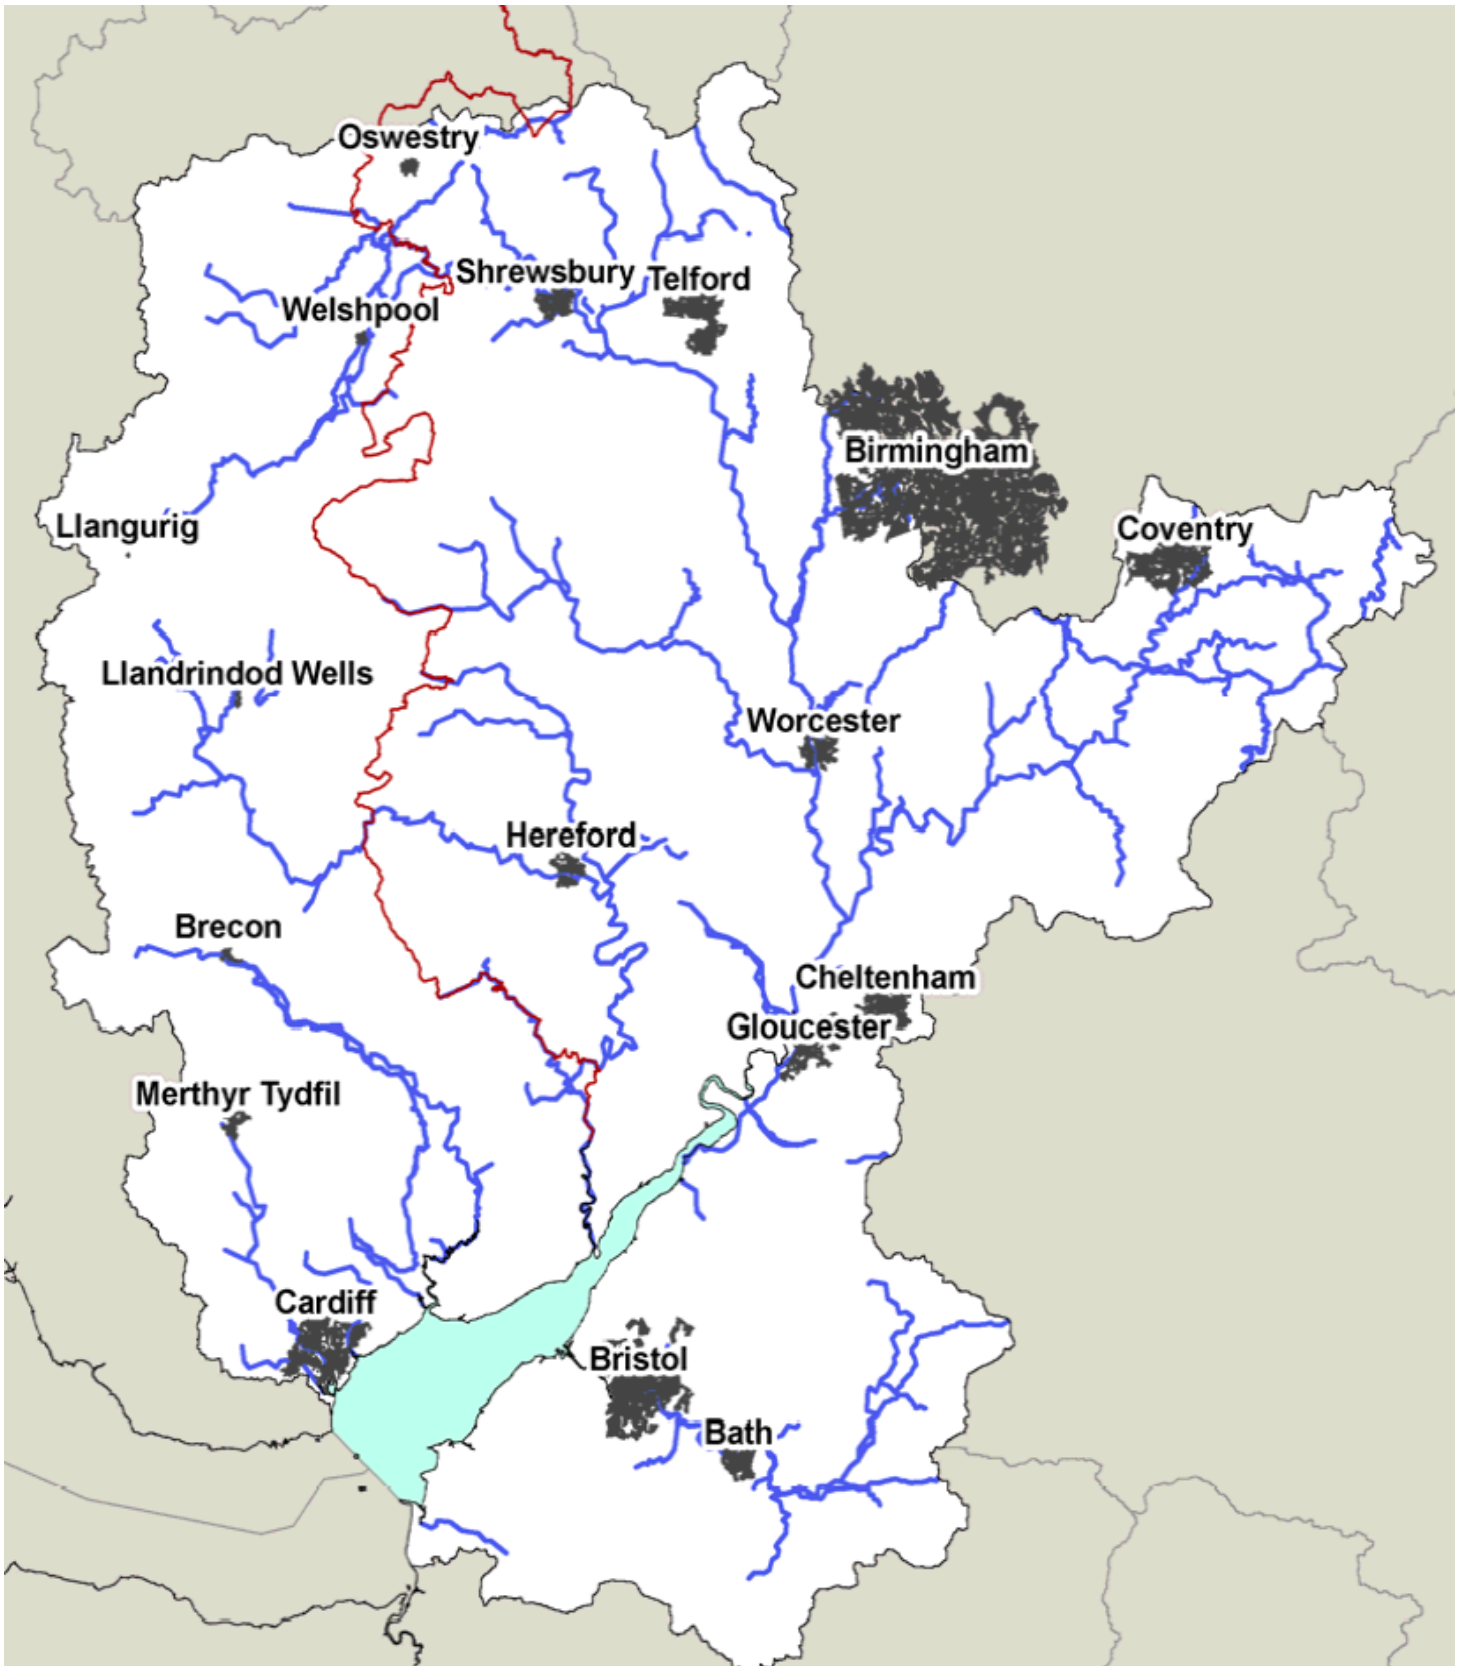 Oswestry
Shrewsbury
Telford
Welshpool
Birmingham
Llangurig
Coventry
Llandrindod Wells
Worcester
Hereford
Brecon
Cheltenham
Gloucester
Merthyr Tydfil
Cardiff
Bristol
Bath